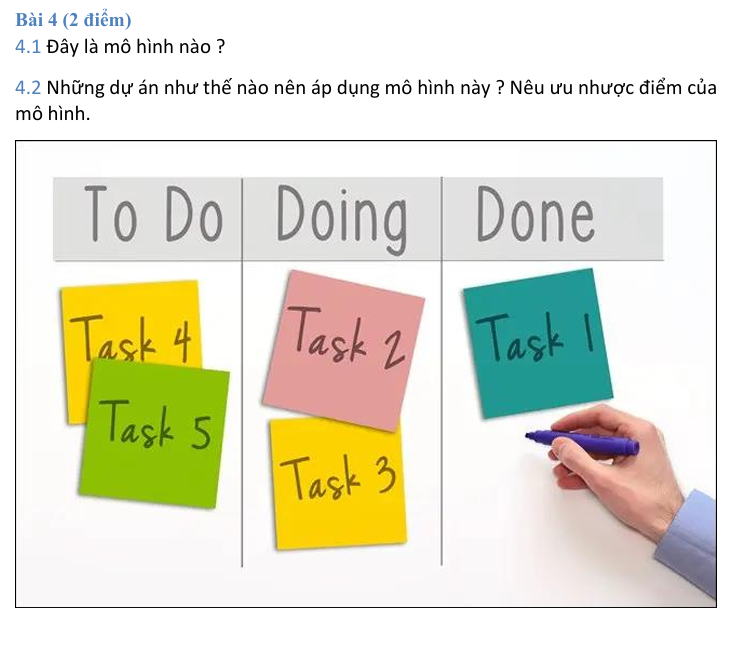 Bài 4 (2 điểm)
4.1 Đây là mô hình nào ?
4.2 Những dự án như thế nào nên áp dụng mô hình này ? Nêu ưu nhược điểm của
mô hình.
To Do Doing Done
Task 4
Task 5
Task 2
Task 3
Task 1